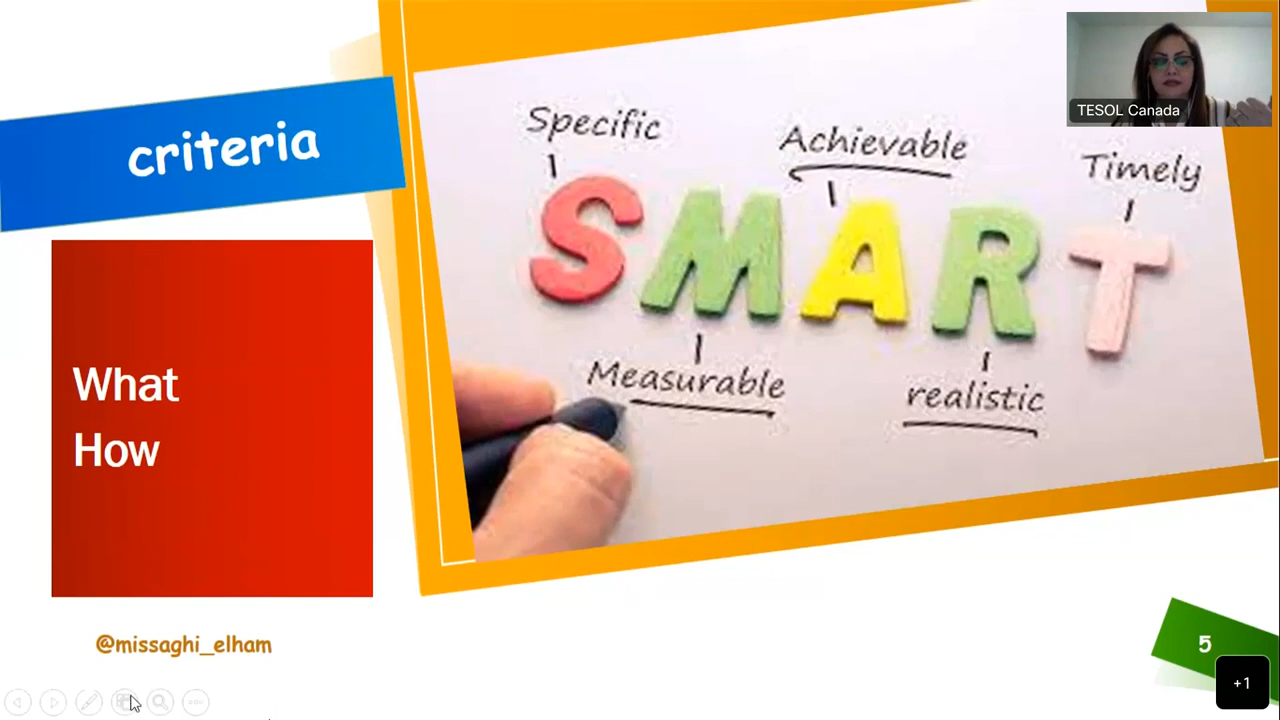 criteria
What
How
Specific
Achievable
Timely
SMART
Measurable
realistic
TESOL Canada
@missaghi_elham
5
+1